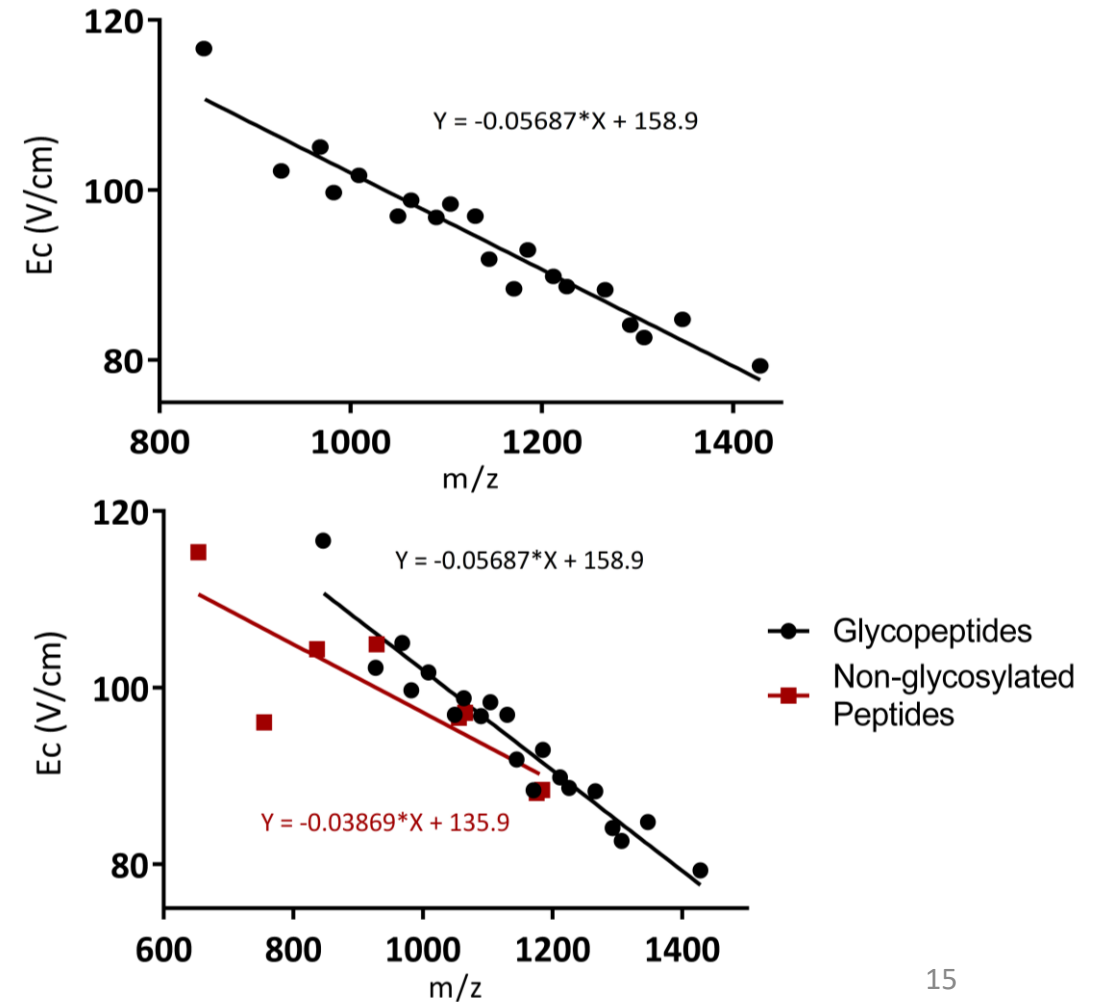 120
Y = -0.05687*X + 158.9
Ec (V/cm)
100
80
800 1000 1200 1400
m/z
120
Y = -0.05687*X + 158.9
Ec (V/cm)
100
Glycopeptides
Non-glycosylated
Peptides
Y = -0.03869*X + 135.9
80
600 800 1000 1200 1400
m/z
15